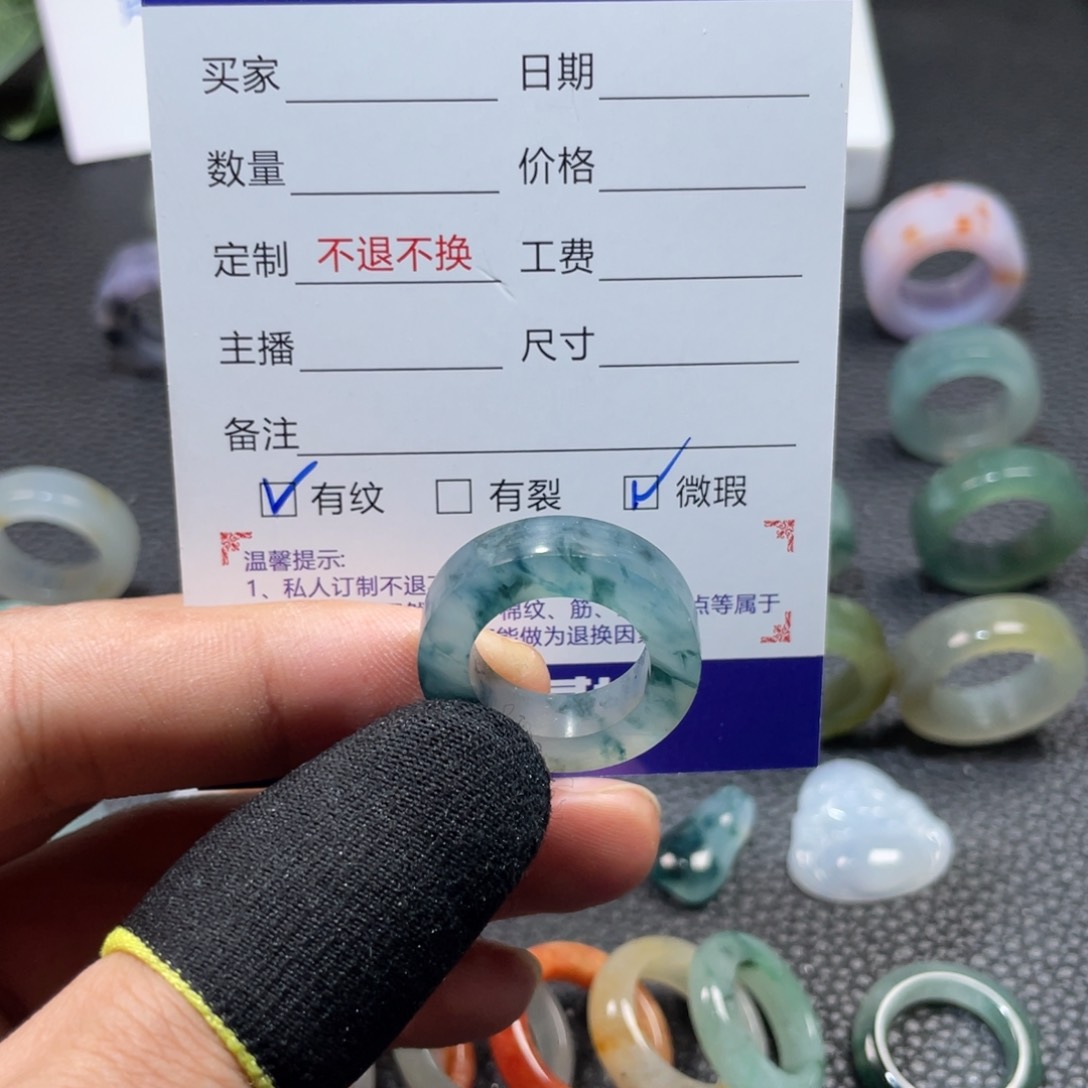 买家 日期
数量 价格
定制 不退不换 工费
主播 尺寸
备注
有纹 有裂 微瑕
温馨提示:
1、私人订制不退
棉纹、筋、 点等属于
能做为退换因